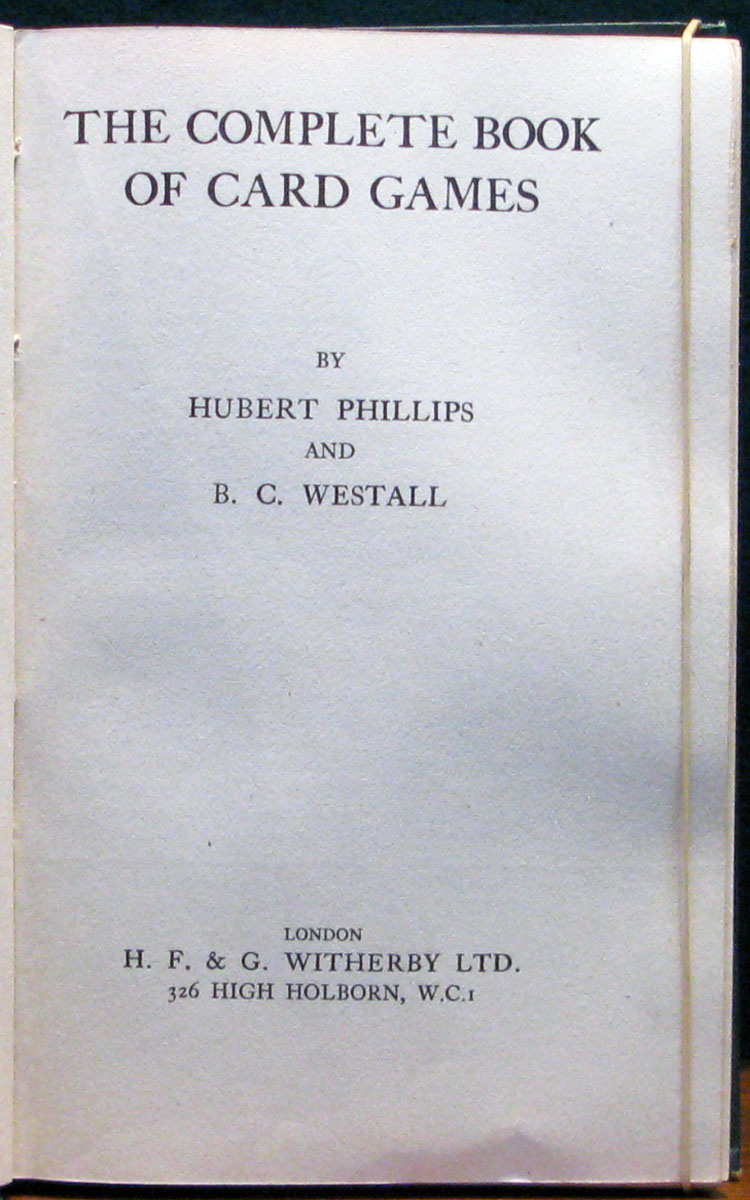 THE COMPLETE BOOK
OF CARD GAMES
BY
HUBERT PHILLIPS
AND
B. C. WESTALL
LONDON
H. F. & G. WITHERBY LTD.
326 HIGH HOLBORN, W.C.1